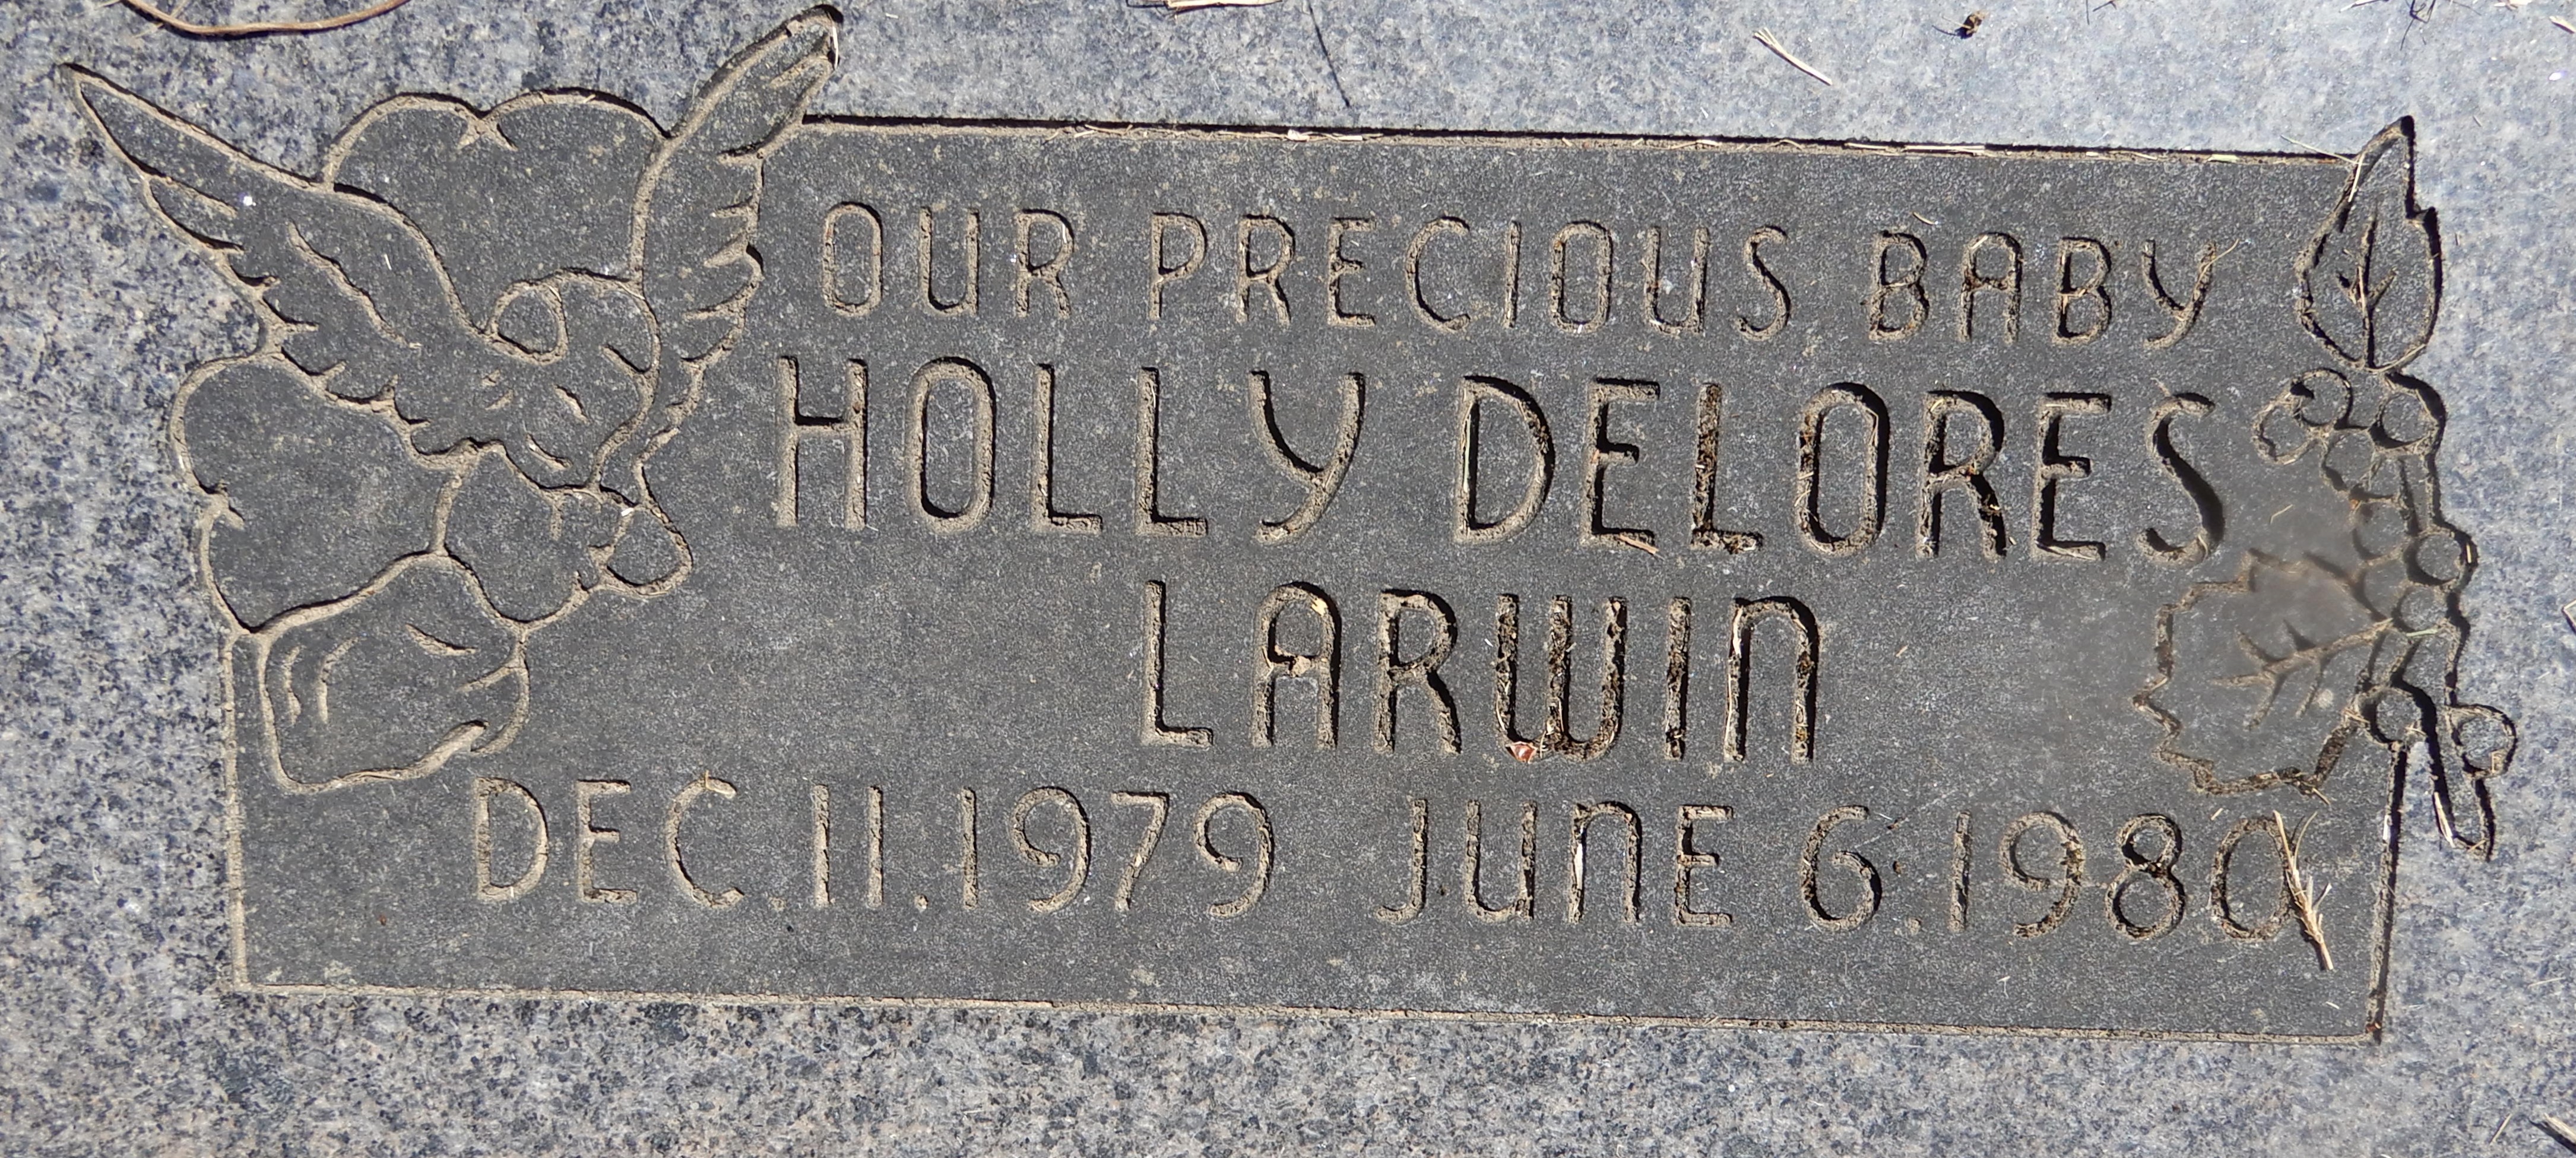 OUR PRECIOUS BABY
HOLLY DELORES
LARWIN
DEC. 11. 1979 JUNE 6. 1980